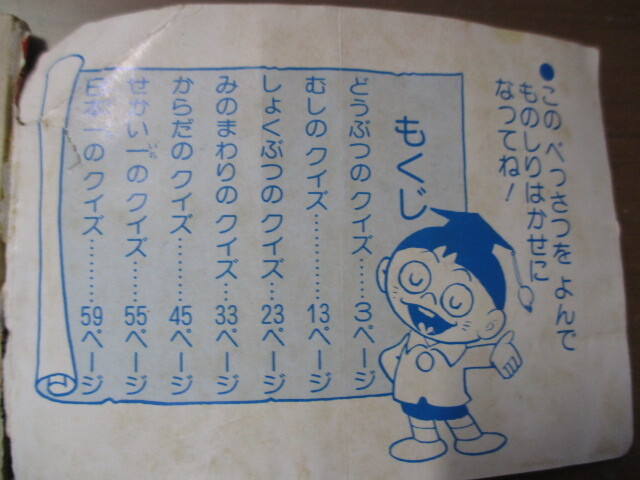 ●このべっさつを よんで
ものしりはかせに
なってね!
もくじ
どうぶつのクイズ……3ページ
むしのクイズ…………13ページ
しょくぶつのクイズ…23ページ
みのまわりのクイズ…33ページ
からだのクイズ………45ページ
せかい一のクイズ……55ページ
日本一のクイズ………59ページ